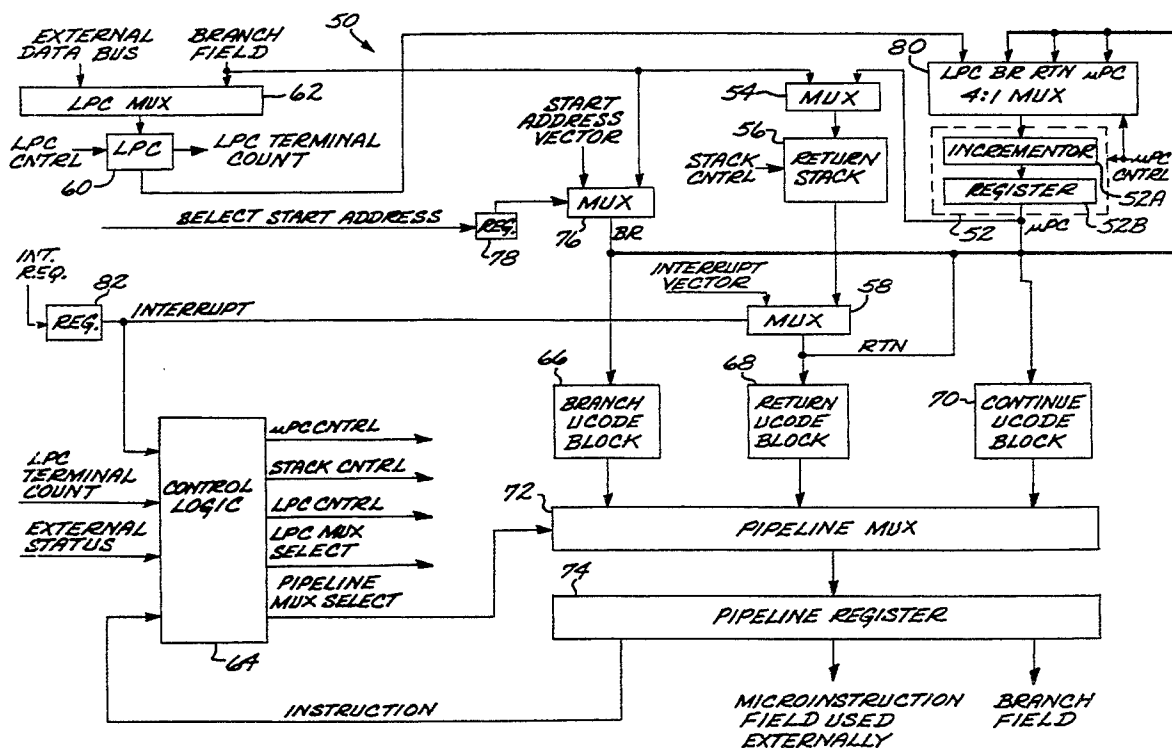 50
EXTERNAL
DATA BUS
BRANCH
FIELD
80
LPC MUX
62
LPC BR RTN μPC
4:1 MUX
54
MUX
START
ADDRESS
VECTOR
LPC
CNTRL
LPC
LPC TERMINAL
COUNT
60
56
STACK
CNTRL
RETURN
STACK
INCREMENTOR
REGISTER
μPC
CNTRL
52A
52
52B
μPC
SELECT START ADDRESS
REG.
78
MUX
76
BR
INT.
REQ.
82
REG.
INTERRUPT
INTERRUPT
VECTOR
58
MUX
RTN
66
BRANCH
UCODE
BLOCK
68
RETURN
UCODE
BLOCK
70
CONTINUE
UCODE
BLOCK
LPC
TERMINAL
COUNT
EXTERNAL
STATUS
CONTROL
LOGIC
64
μPC CNTRL
STACK CNTRL
LPC CNTRL
LPC MUX
SELECT
PIPELINE
MUX SELECT
72
PIPELINE MUX
74
PIPELINE REGISTER
INSTRUCTION
MICROINSTRUCTION
FIELD USED
EXTERNALLY
BRANCH
FIELD